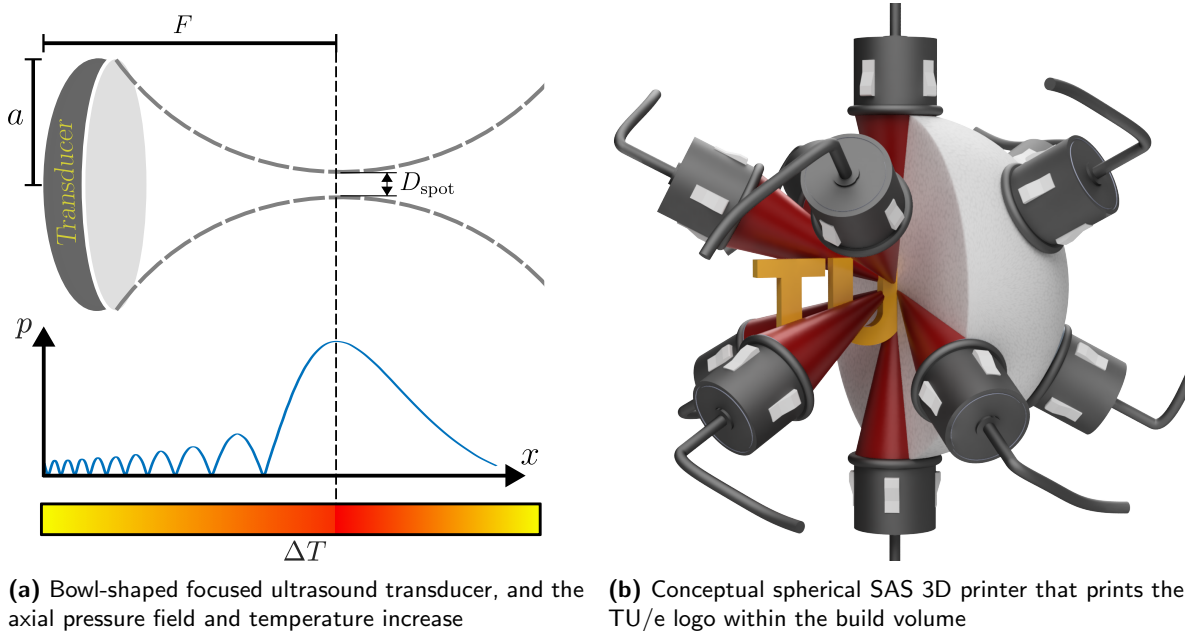 F
a
Transducer
D_spot
p
x
ΔT
TU
(a) Bowl-shaped focused ultrasound transducer, and the
axial pressure field and temperature increase
(b) Conceptual spherical SAS 3D printer that prints the
TU/e logo within the build volume